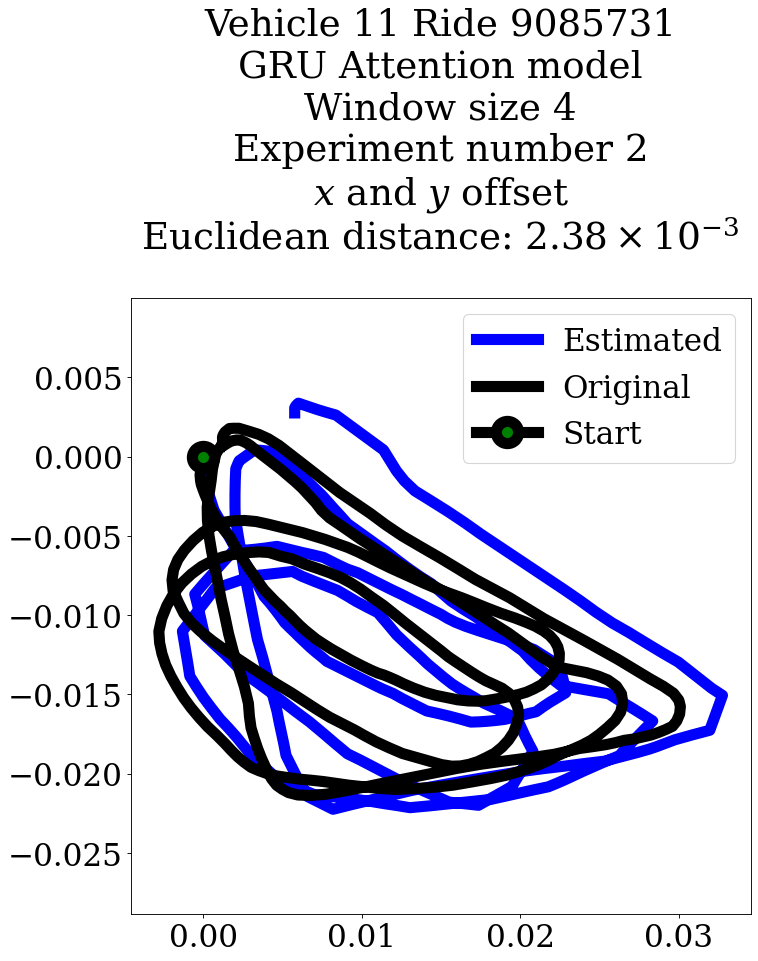 Vehicle 11 Ride 9085731
GRU Attention model
Window size 4
Experiment number 2
x and y offset
Euclidean distance: 2.38 × 10⁻³
Estimated
Original
Start
0.005
0.000
−0.005
−0.010
−0.015
−0.020
−0.025
0.00 0.01 0.02 0.03